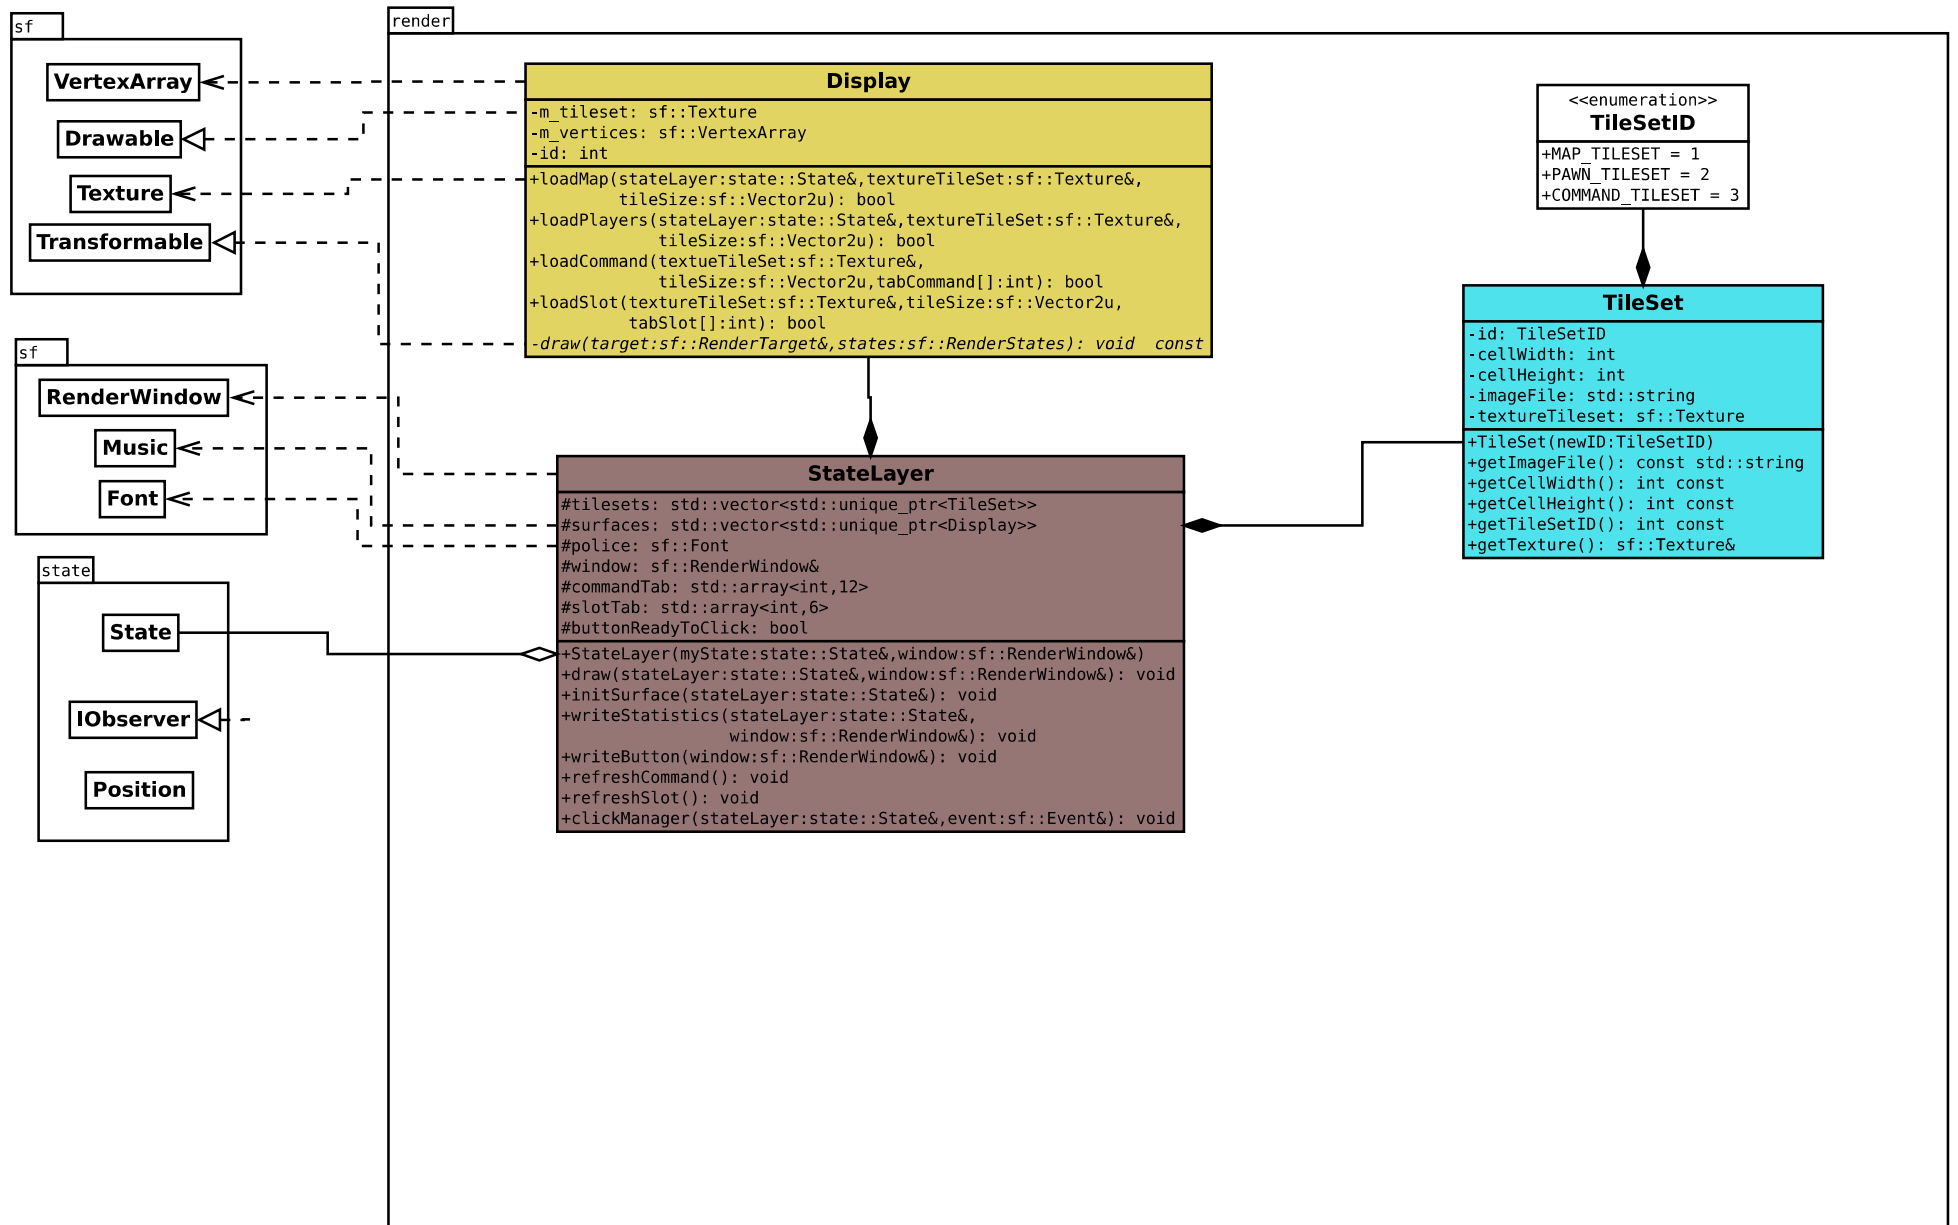 sf
VertexArray
Drawable
Texture
Transformable
sf
RenderWindow
Music
Font
state
State
IObserver
Position
render
Display
-m_tileset: sf::Texture
-m_vertices: sf::VertexArray
-id: int
+loadMap(stateLayer:state::State&,textureTileSet:sf::Texture&,
tileSize:sf::Vector2u): bool
+loadPlayers(stateLayer:state::State&,textureTileSet:sf::Texture&,
tileSize:sf::Vector2u): bool
+loadCommand(textueTileSet:sf::Texture&,
tileSize:sf::Vector2u,tabCommand[]:int): bool
+loadSlot(textureTileSet:sf::Texture&,tileSize:sf::Vector2u,
tabSlot[]:int): bool
-draw(target:sf::RenderTarget&,states:sf::RenderStates): void  const
StateLayer
#tilesets: std::vector<std::unique_ptr<TileSet>>
#surfaces: std::vector<std::unique_ptr<Display>>
#police: sf::Font
#window: sf::RenderWindow&
#commandTab: std::array<int,12>
#slotTab: std::array<int,6>
#buttonReadyToClick: bool
+StateLayer(myState:state::State&,window:sf::RenderWindow&)
+draw(stateLayer:state::State&,window:sf::RenderWindow&): void
+initSurface(stateLayer:state::State&): void
+writeStatistics(stateLayer:state::State&,
window:sf::RenderWindow&): void
+writeButton(window:sf::RenderWindow&): void
+refreshCommand(): void
+refreshSlot(): void
+clickManager(stateLayer:state::State&,event:sf::Event&): void
<<enumeration>>
TileSetID
+MAP_TILESET = 1
+PAWN_TILESET = 2
+COMMAND_TILESET = 3
TileSet
-id: TileSetID
-cellWidth: int
-cellHeight: int
-imageFile: std::string
-textureTileset: sf::Texture
+TileSet(newID:TileSetID)
+getImageFile(): const std::string
+getCellWidth(): int const
+getCellHeight(): int const
+getTileSetID(): int const
+getTexture(): sf::Texture&